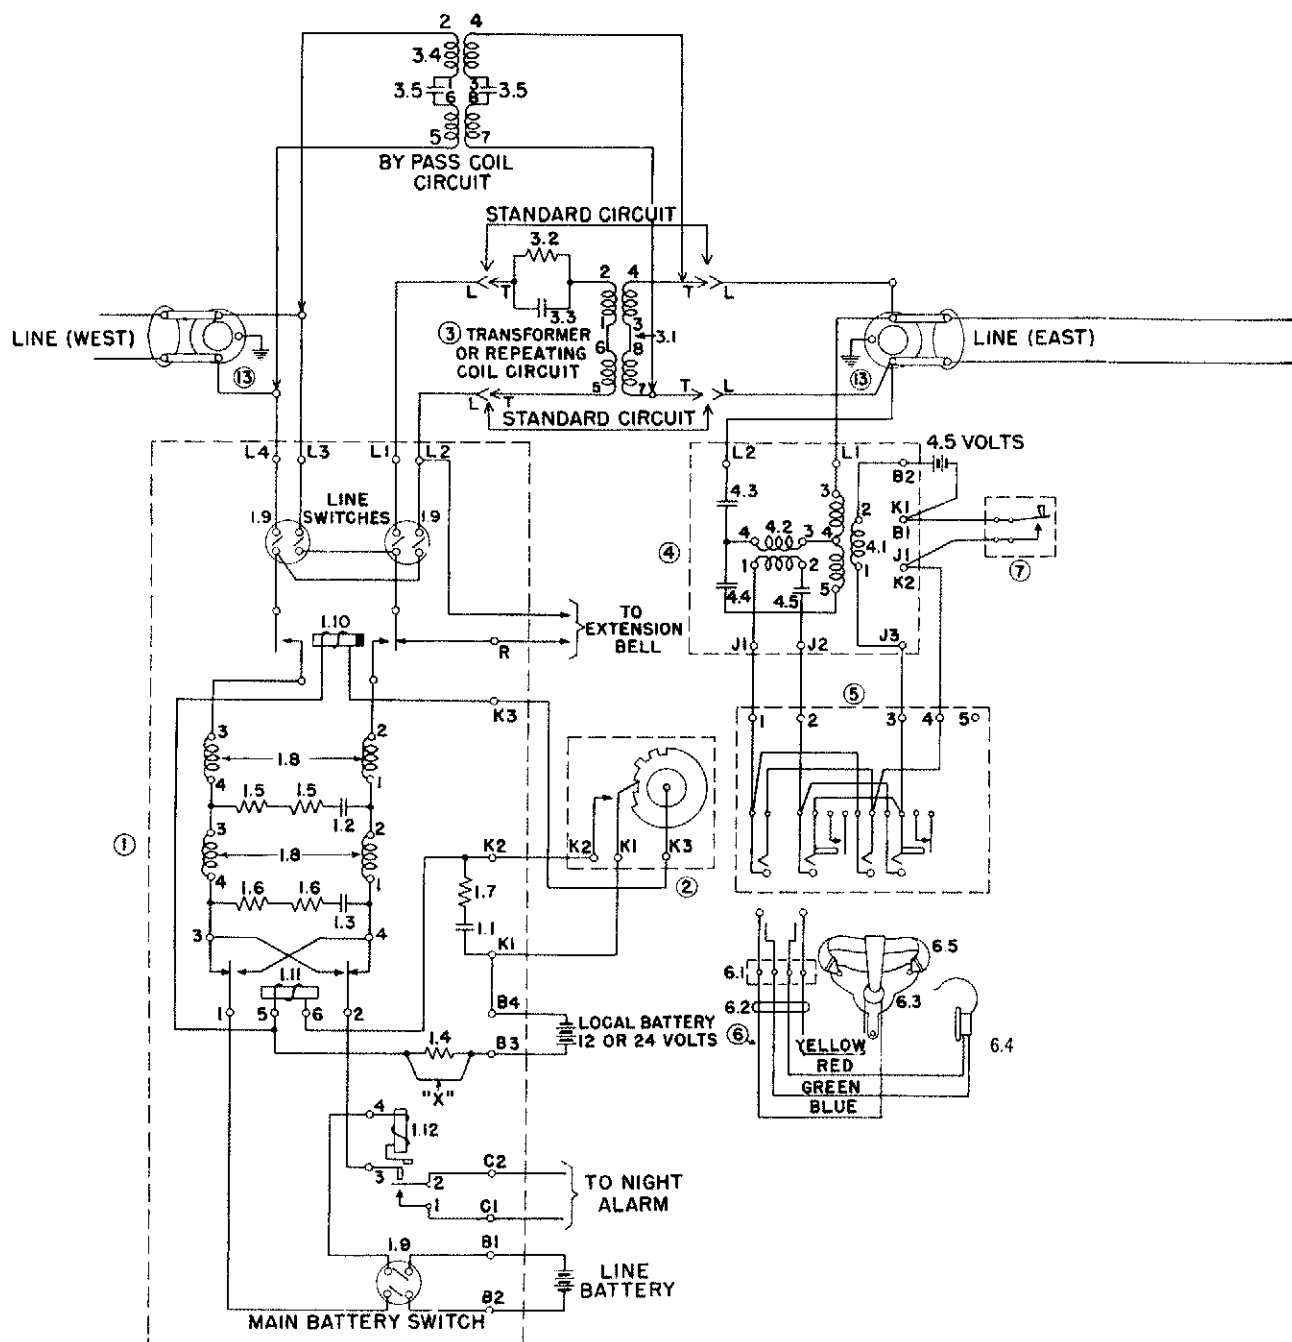 2 4
3.4
1 3
3.5 3.5
6 8
5 7
BY PASS COIL
CIRCUIT
STANDARD CIRCUIT
3.2
2 4
L T T L
3.3
1 3
③ TRANSFORMER
OR REPEATING
COIL CIRCUIT
3.1
6 8
5 7
L T T L
STANDARD CIRCUIT
LINE (WEST)
13
LINE (EAST)
13
L4 L3 L1 L2
LINE
SWITCHES
1.9 1.9
L2 L1
4.5 VOLTS
B2
4.3
3
2
K1
B1
4
4 4.2 3 4
4.1
J1
K2
1 2
1
7
4.4 4.5
5
J1 J2 J3
1.10
TO
EXTENSION
BELL
R
K3
5
1 2 3 4 5
3 2
1.8
4 1
1.5 1.5
1.2
3 2
1
1.8
4 1
1.6 1.6
1.3
3 4
1.11
1 5 6 2
K2
K2 K1 K3
2
1.7
1.1
K1
B4
LOCAL BATTERY
12 OR 24 VOLTS
1.4
B3
"X"
6.1
6.5
6.2
6.3
6
6.4
YELLOW
RED
GREEN
BLUE
4
1.12
3
2
C2
1
C1
TO NIGHT
ALARM
1.9
B1
LINE
BATTERY
B2
MAIN BATTERY SWITCH